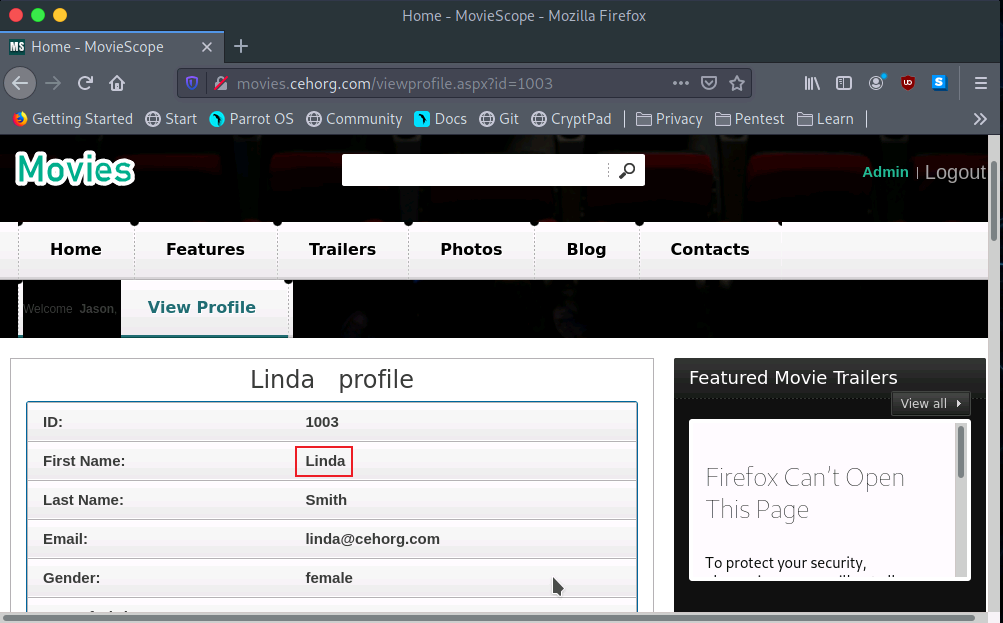 Home - MovieScope - Mozilla Firefox
MS Home - MovieScope
movies.cehorg.com/viewprofile.aspx?id=1003
Getting Started Start Parrot OS Community Docs Git CryptPad Privacy Pentest Learn
Movies
Admin | Logout
Home Features Trailers Photos Blog Contacts
Welcome Jason, View Profile
Linda profile
ID: 1003
First Name: Linda
Last Name: Smith
Email: linda@cehorg.com
Gender: female
Featured Movie Trailers
View all
Firefox Can’t Open
This Page
To protect your security,